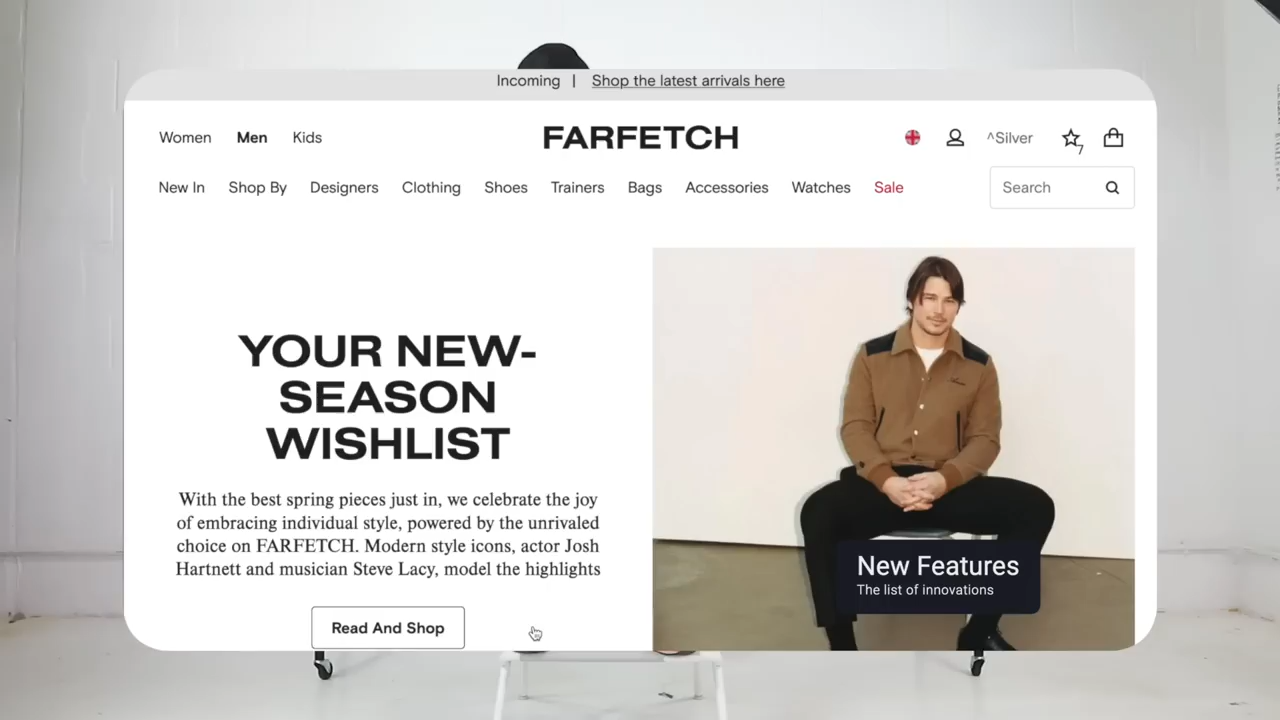 Incoming | Shop the latest arrivals here
Women Men Kids
FARFETCH
^Silver
7
New In Shop By Designers Clothing Shoes Trainers Bags Accessories Watches Sale
Search
YOUR NEW-
SEASON
WISHLIST
With the best spring pieces just in, we celebrate the joy
of embracing individual style, powered by the unrivaled
choice on FARFETCH. Modern style icons, actor Josh
Hartnett and musician Steve Lacy, model the highlights
Read And Shop
New Features
The list of innovations